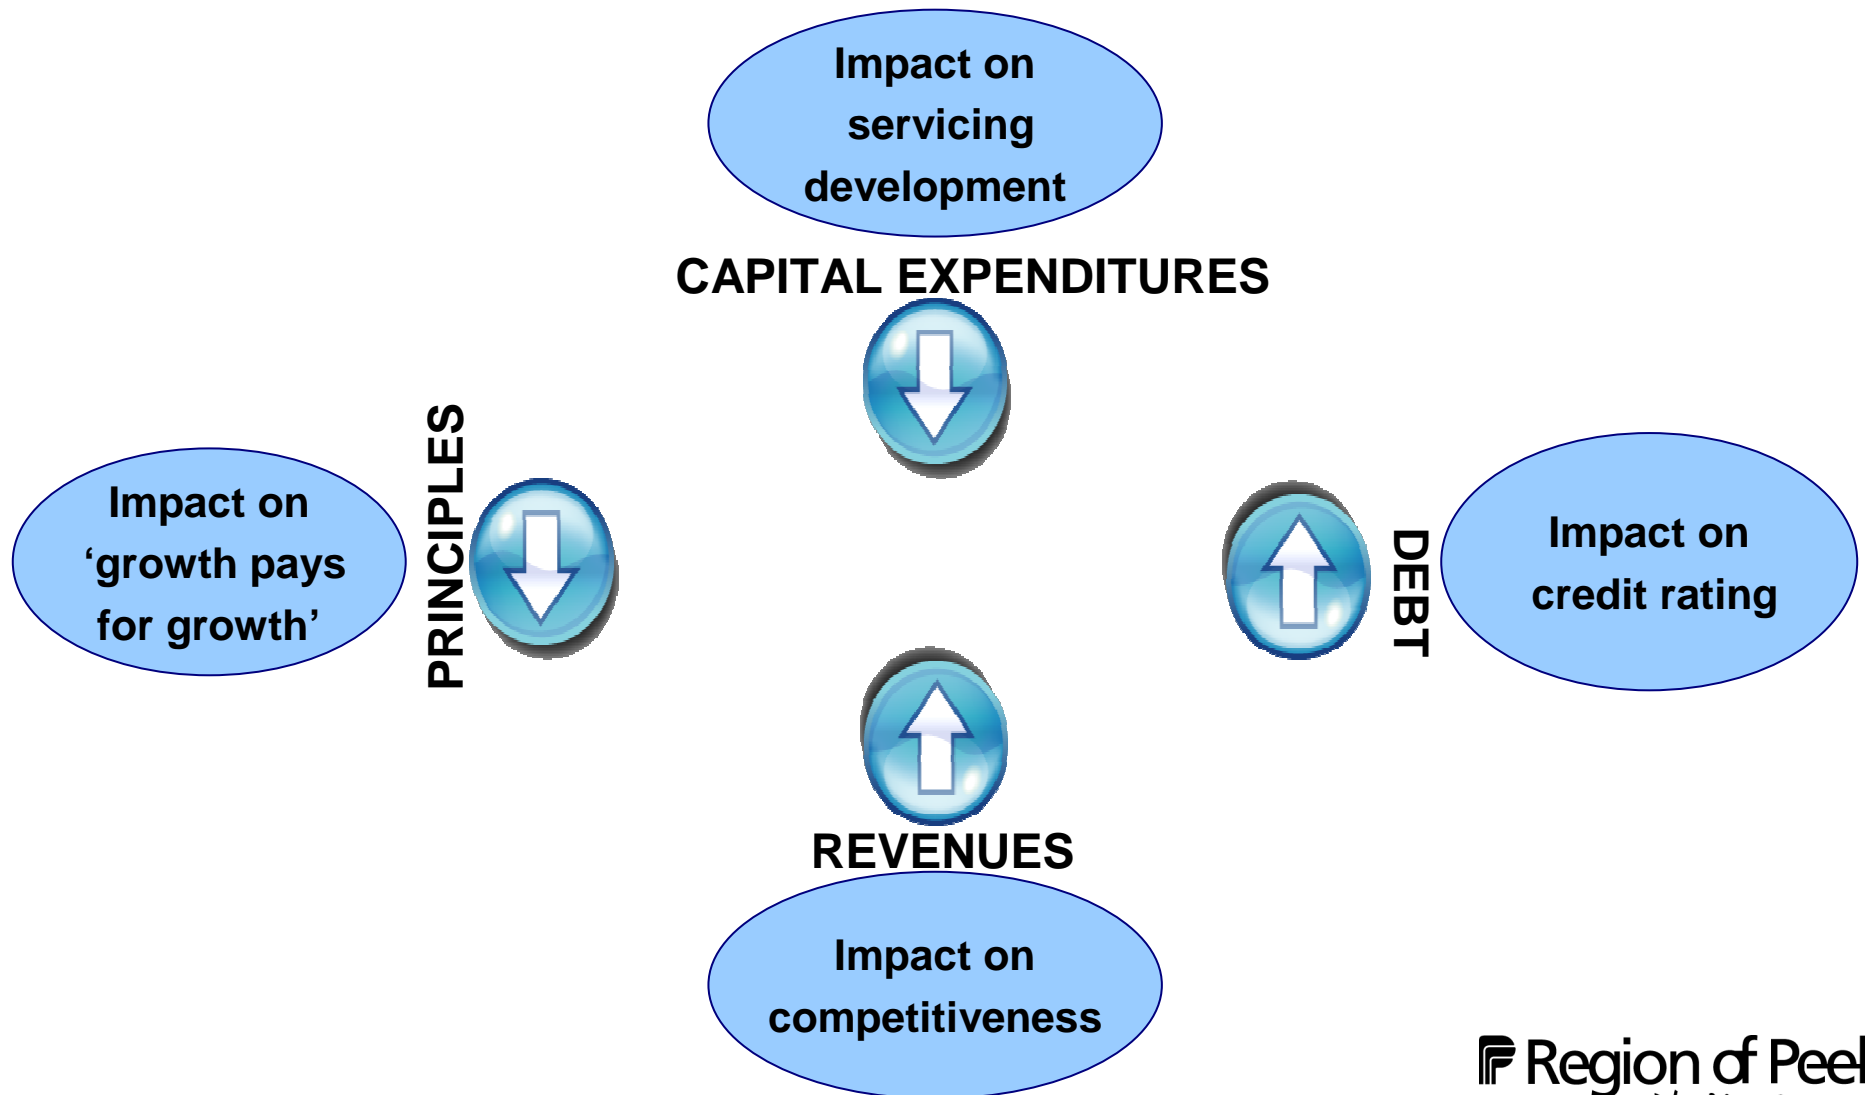 Impact on
servicing
development
CAPITAL EXPENDITURES
PRINCIPLES
Impact on
‘growth pays
for growth’
DEBT
Impact on
credit rating
REVENUES
Impact on
competitiveness
Region of Peel